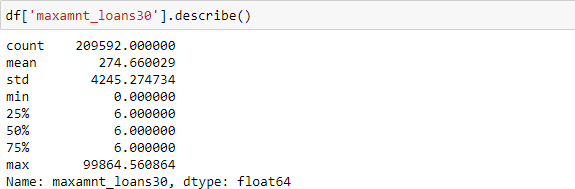 df['maxamnt_loans30'].describe()
count 209592.000000
mean 274.660029
std 4245.274734
min 0.000000
25% 6.000000
50% 6.000000
75% 6.000000
max 99864.560864
Name: maxamnt_loans30, dtype: float64